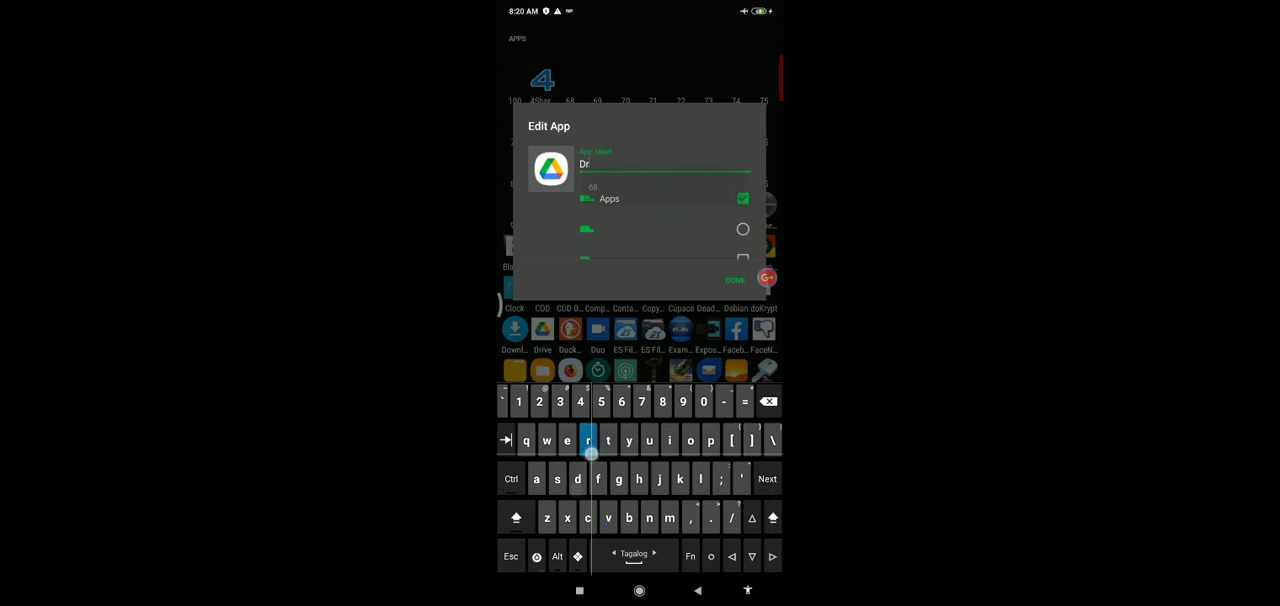 8:20 AM
APPS
4
100 4Shar 68 69 70 71 72 73 74 75
Edit App
App label
Dr
68
Apps
DONE
Clock COD COD B... Comp... Conta... Copy... Cupace Dead... Debian doKrypt
Downl... Drive Duck... Duo ES Fil... ES Fil... Exam... Expos... Faceb... FaceN...
~ ! @ # $ % ^ & * ( ) _ +
` 1 2 3 4 5 6 7 8 9 0 - =
q w e r t y u i o p [ ] \
Ctrl a s d f g h j k l ; ' Next
z x c v b n m , . /
Esc Alt Tagalog Fn